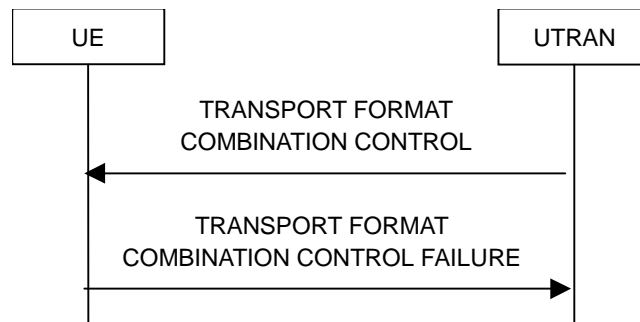 UE
UTRAN
TRANSPORT FORMAT
COMBINATION CONTROL
TRANSPORT FORMAT
COMBINATION CONTROL FAILURE